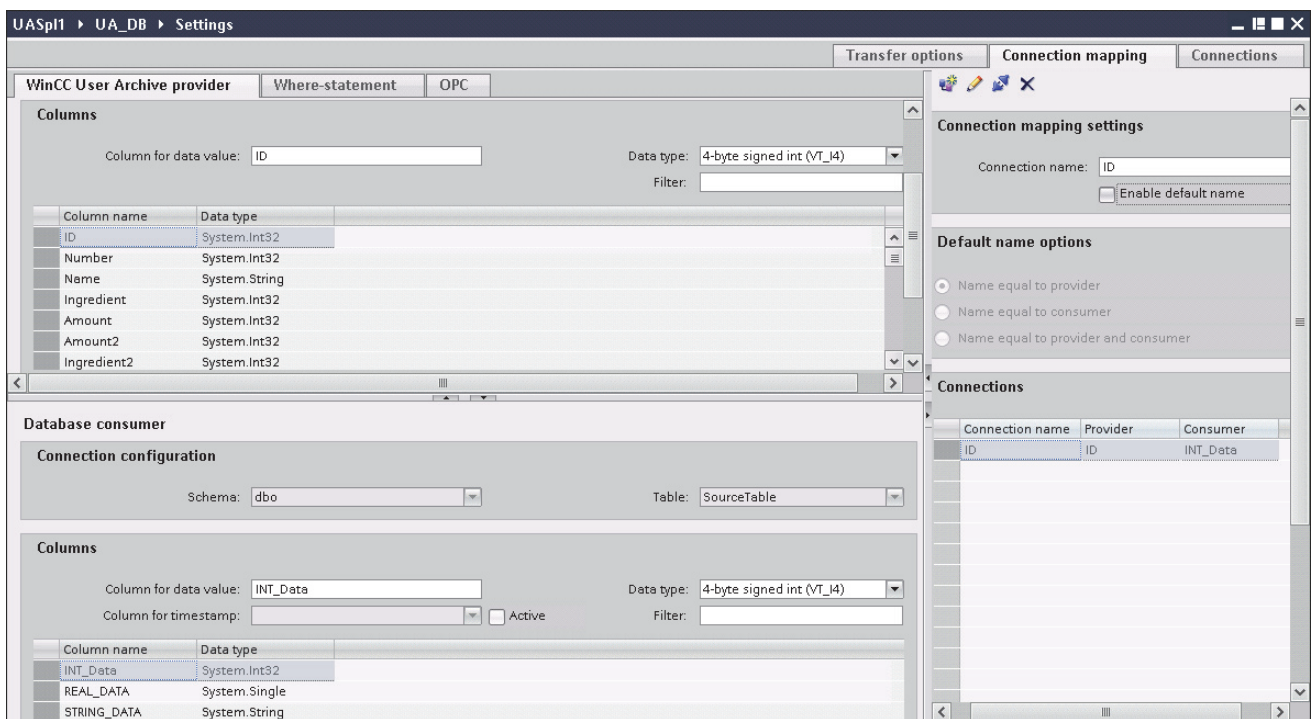 UASpl1 ▸ UA_DB ▸ Settings
Transfer options Connection mapping Connections
WinCC User Archive provider Where-statement OPC
Columns
Column for data value: ID Data type: 4-byte signed int (VT_I4)
Filter:
Column name Data type
ID System.Int32
Number System.Int32
Name System.String
Ingredient System.Int32
Amount System.Int32
Amount2 System.Int32
Ingredient2 System.Int32
Database consumer
Connection configuration
Schema: dbo Table: SourceTable
Columns
Column for data value: INT_Data Data type: 4-byte signed int (VT_I4)
Column for timestamp: Active Filter:
Column name Data type
INT_Data System.Int32
REAL_DATA System.Single
STRING_DATA System.String
Connection mapping settings
Connection name: ID
Enable default name
Default name options
Name equal to provider
Name equal to consumer
Name equal to provider and consumer
Connections
Connection name Provider Consumer
ID ID INT_Data